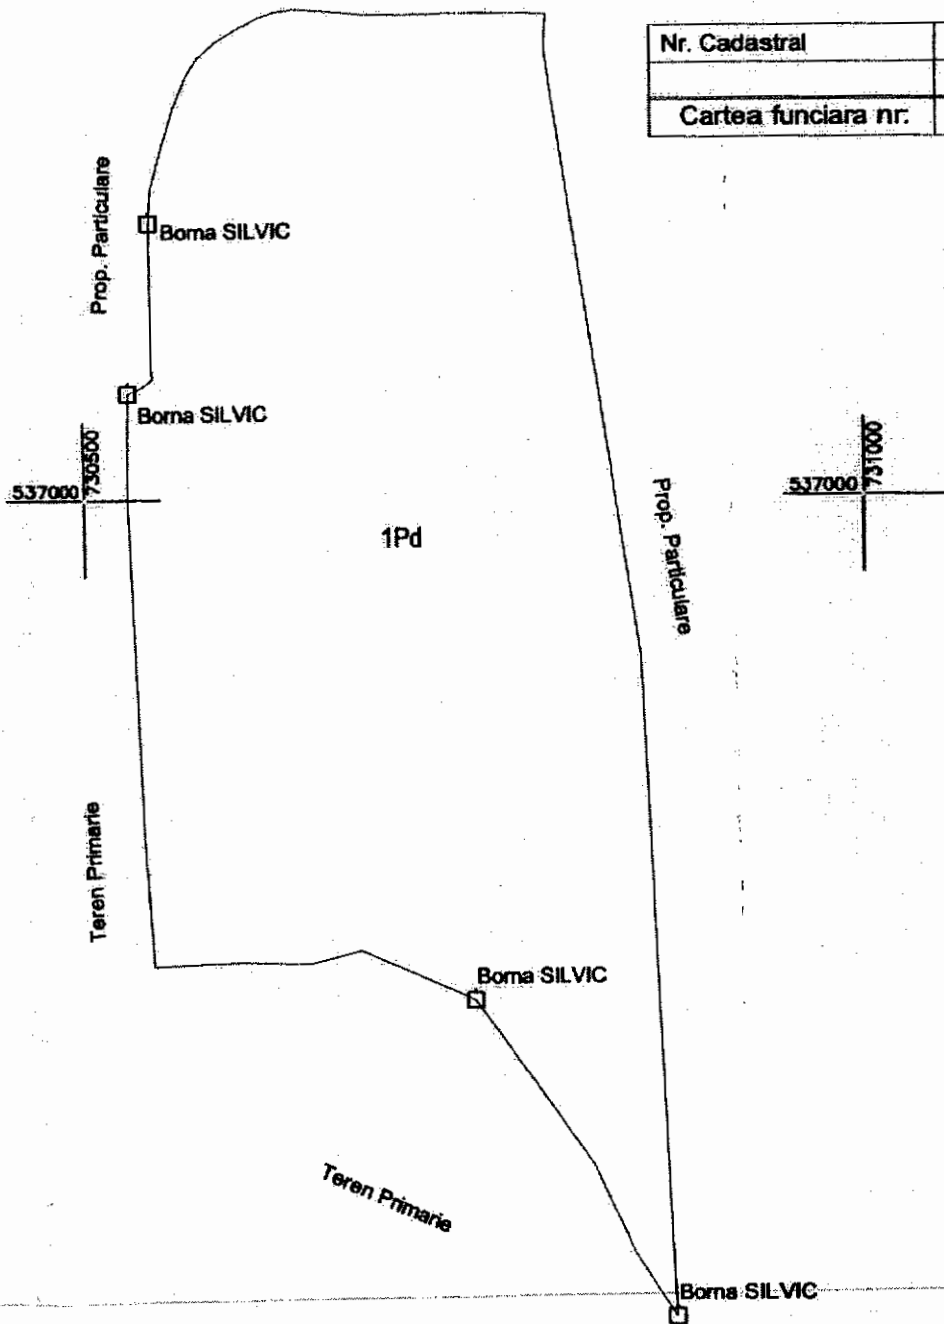 Nr. Cadastral
Cartea funciara nr:
Prop. Particulare
Borna SILVIC
Borna SILVIC
537000
730500
537000
731000
1Pd
Prop. Particulare
Teren Primarie
Borna SILVIC
Teren Primarie
Borna SILVIC